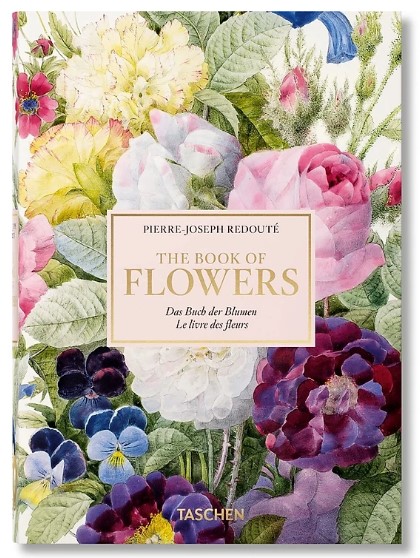 PIERRE-JOSEPH REDOUTÉ
THE BOOK OF
FLOWERS
Das Buch der Blumen
Le livre des fleurs
TASCHEN